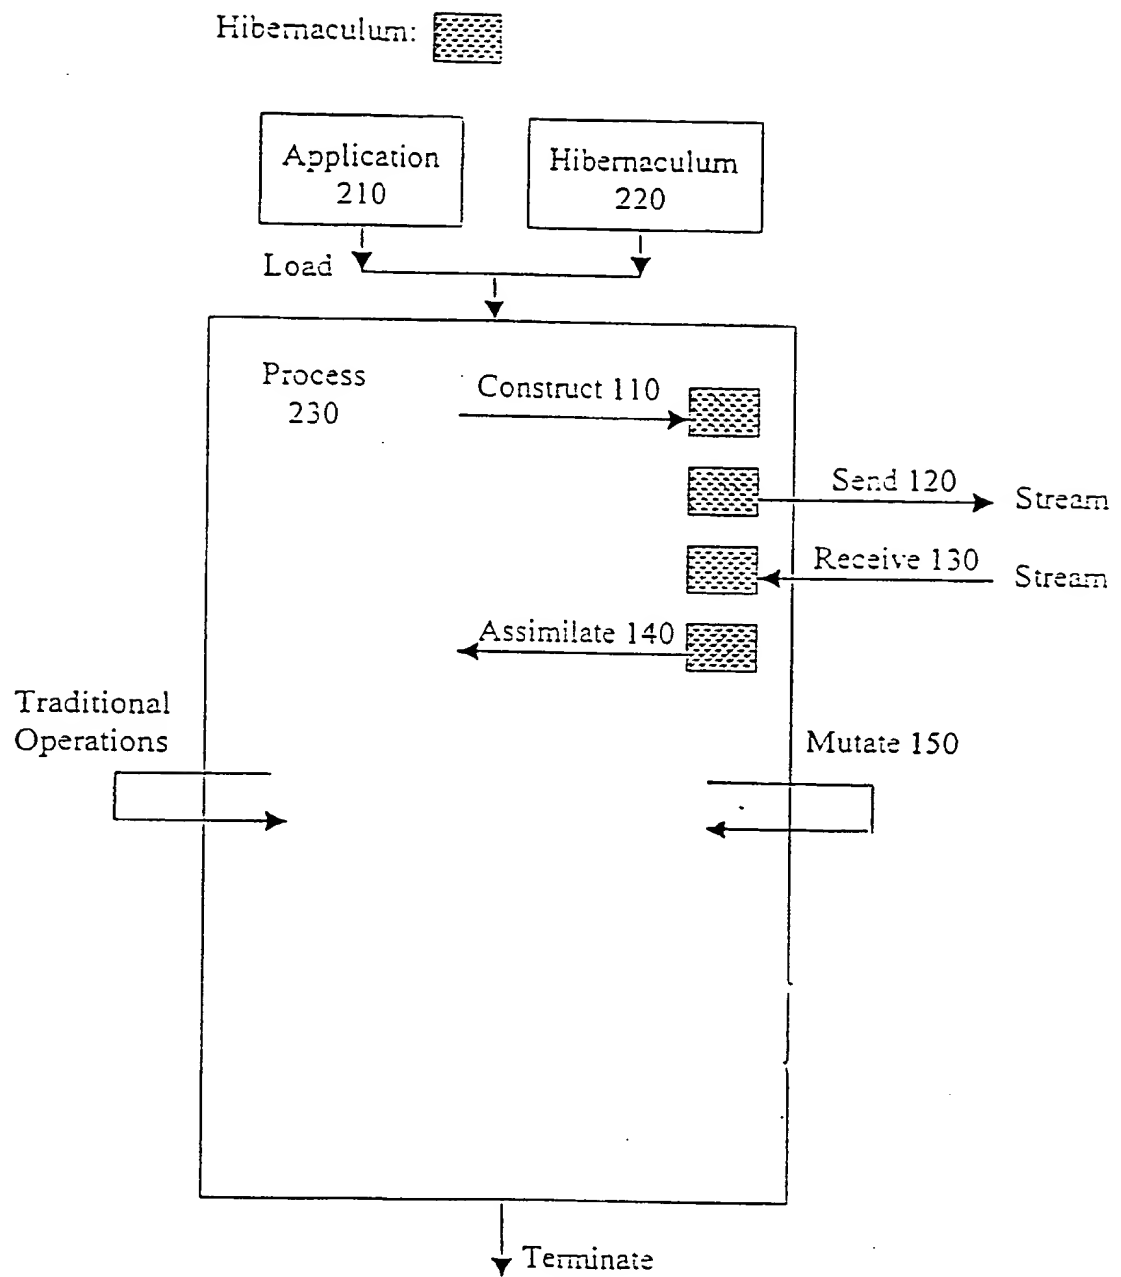 Hibernaculum:
Application
210
Hibernaculum
220
Load
Process
230
Construct 110
Send 120
Stream
Receive 130
Stream
Assimilate 140
Traditional
Operations
Mutate 150
Terminate